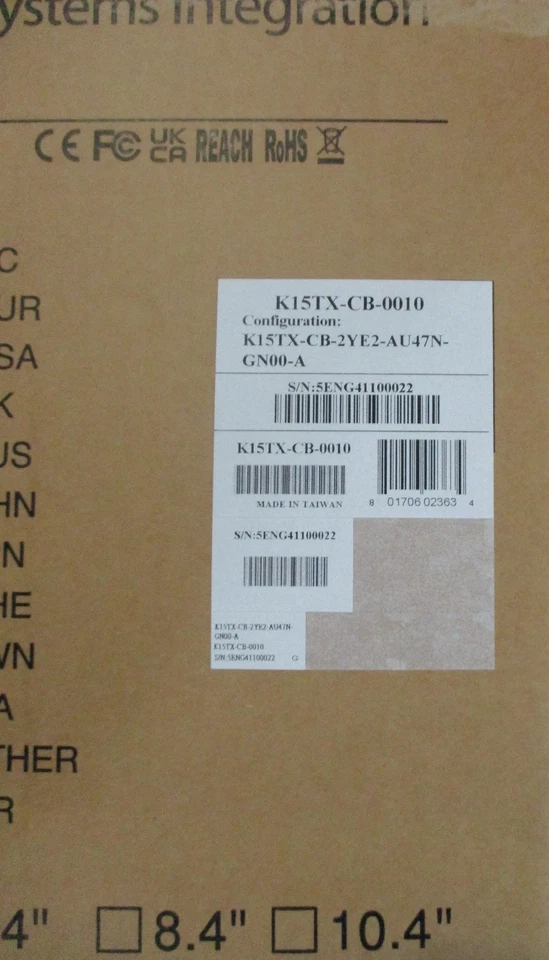 ystems Integration
CE FC UK CA REACH RoHS
C
UR
SA
K
US
HN
N
HE
WN
A
THER
R
K15TX-CB-0010
Configuration:
K15TX-CB-2YE2-AU47N-
GN00-A
S/N:5ENG41100022
K15TX-CB-0010
MADE IN TAIWAN
8 01706 02363 4
S/N:5ENG41100022
K15TX-CB-2YE2-AU47N-
GN00-A
K15TX-CB-0010
S/N:5ENG41100022 G
4" 8.4" 10.4"